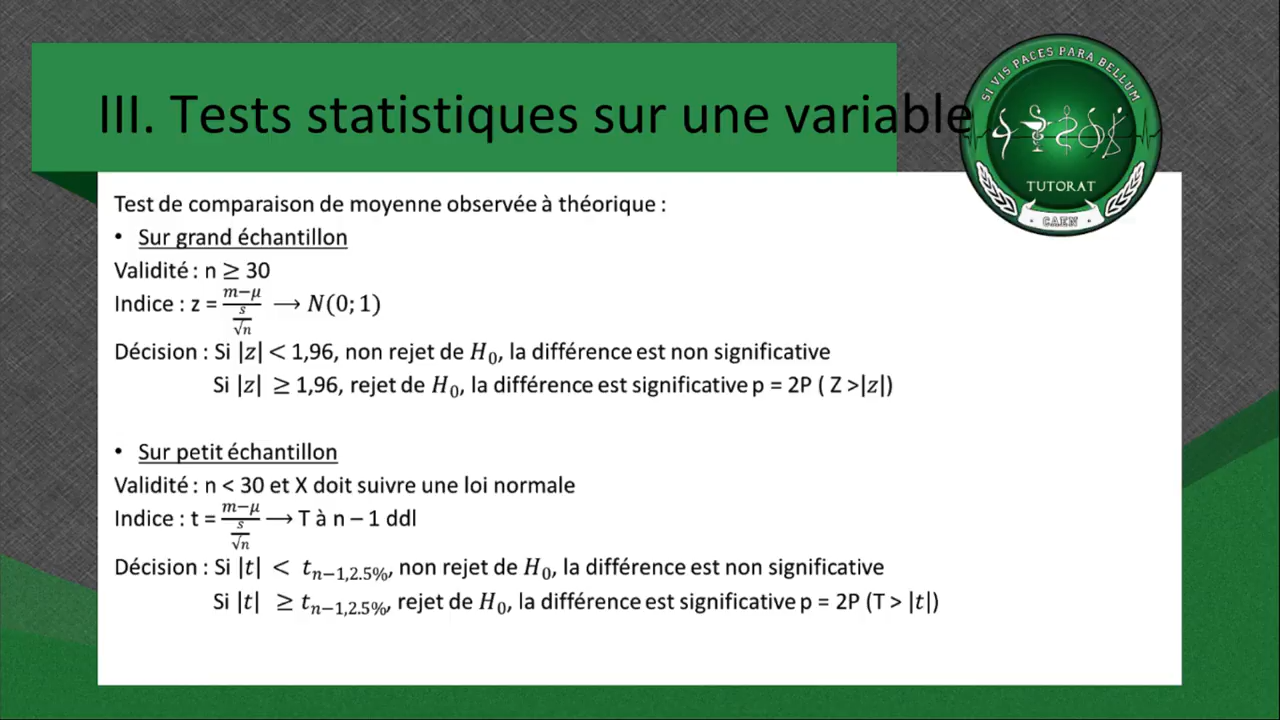 III. Tests statistiques sur une variable
SI VIS PACES PARA BELLUM
TUTORAT
CAEN
Test de comparaison de moyenne observée à théorique :
• Sur grand échantillon
Validité : n ≥ 30
Indice : z = (m−μ)/(s/√n) ⟶ N(0; 1)
Décision : Si |z| < 1,96, non rejet de H₀, la différence est non significative
Si |z| ≥ 1,96, rejet de H₀, la différence est significative p = 2P ( Z >|z|)
• Sur petit échantillon
Validité : n < 30 et X doit suivre une loi normale
Indice : t = (m−μ)/(s/√n) ⟶ T à n – 1 ddl
Décision : Si |t| < t_{n−1,2.5%}, non rejet de H₀, la différence est non significative
Si |t| ≥ t_{n−1,2.5%}, rejet de H₀, la différence est significative p = 2P (T > |t|)